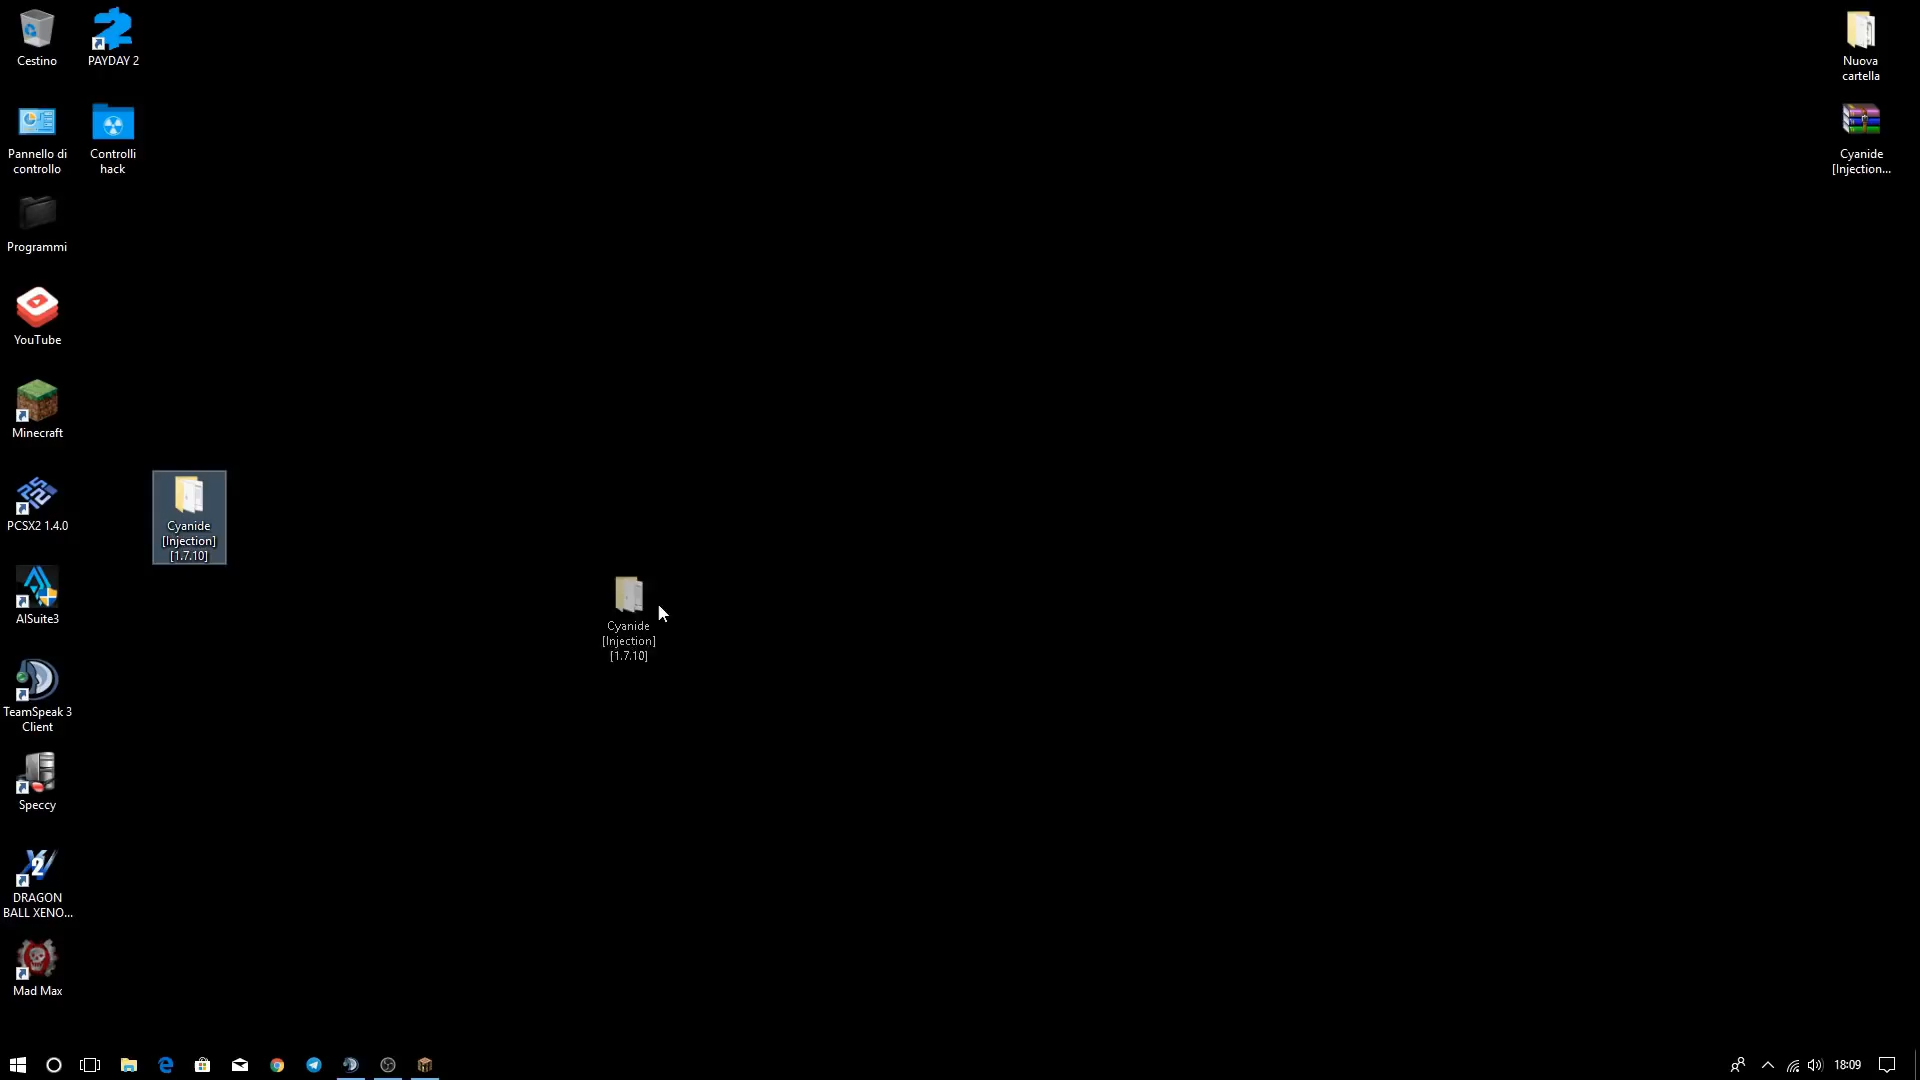 Cestino
PAYDAY 2
Nuova
cartella
Pannello di
controllo
Controlli
hack
Cyanide
[Injection...
Programmi
YouTube
Minecraft
PCSX2 1.4.0
Cyanide
[Injection]
[1.7.10]
AISuite3
Cyanide
[Injection]
[1.7.10]
TeamSpeak 3
Client
Speccy
DRAGON
BALL XENO...
Mad Max
18:09